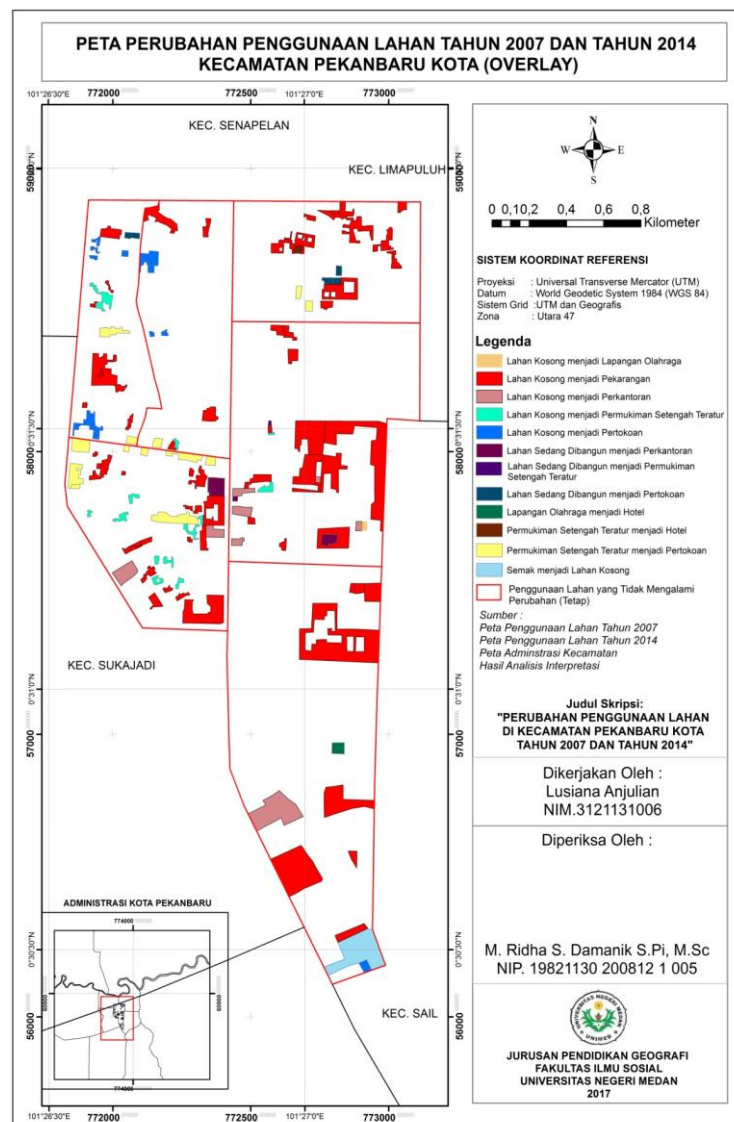 PETA PERUBAHAN PENGGUNAAN LAHAN TAHUN 2007 DAN TAHUN 2014
KECAMATAN PEKANBARU KOTA (OVERLAY)
101°26'30"E
772000
772500
101°27'0"E
773000
KEC. SENAPELAN
KEC. LIMAPULUH
KEC. SUKAJADI
KEC. SAIL
59000
0°31'30"N
58000
0°31'0"N
57000
0°30'30"N
56000
59000
0°31'30"N
58000
0°31'0"N
57000
0°30'30"N
56000
ADMINISTRASI KOTA PEKANBARU
774000
60000
60000
774000
101°26'30"E
772000
772500
101°27'0"E
773000
N
W E
S
0 0,10,2 0,4 0,6 0,8
Kilometer
SISTEM KOORDINAT REFERENSI
Proyeksi : Universal Transverse Mercator (UTM)
Datum : World Geodetic System 1984 (WGS 84)
Sistem Grid :UTM dan Geografis
Zona : Utara 47
Legenda
Lahan Kosong menjadi Lapangan Olahraga
Lahan Kosong menjadi Pekarangan
Lahan Kosong menjadi Perkantoran
Lahan Kosong menjadi Permukiman Setengah Teratur
Lahan Kosong menjadi Pertokoan
Lahan Sedang Dibangun menjadi Perkantoran
Lahan Sedang Dibangun menjadi Permukiman
Setengah Teratur
Lahan Sedang Dibangun menjadi Pertokoan
Lapangan Olahraga menjadi Hotel
Permukiman Setengah Teratur menjadi Hotel
Permukiman Setengah Teratur menjadi Pertokoan
Semak menjadi Lahan Kosong
Penggunaan Lahan yang Tidak Mengalami
Perubahan (Tetap)
Sumber :
Peta Penggunaan Lahan Tahun 2007
Peta Penggunaan Lahan Tahun 2014
Peta Adminstrasi Kecamatan
Hasil Analisis Interpretasi
Judul Skripsi:
"PERUBAHAN PENGGUNAAN LAHAN
DI KECAMATAN PEKANBARU KOTA
TAHUN 2007 DAN TAHUN 2014"
Dikerjakan Oleh :
Lusiana Anjulian
NIM.3121131006
Diperiksa Oleh :
M. Ridha S. Damanik S.Pi, M.Sc
NIP. 19821130 200812 1 005
UNIVERSITAS NEGERI MEDAN
UNIMED
JURUSAN PENDIDIKAN GEOGRAFI
FAKULTAS ILMU SOSIAL
UNIVERSITAS NEGERI MEDAN
2017